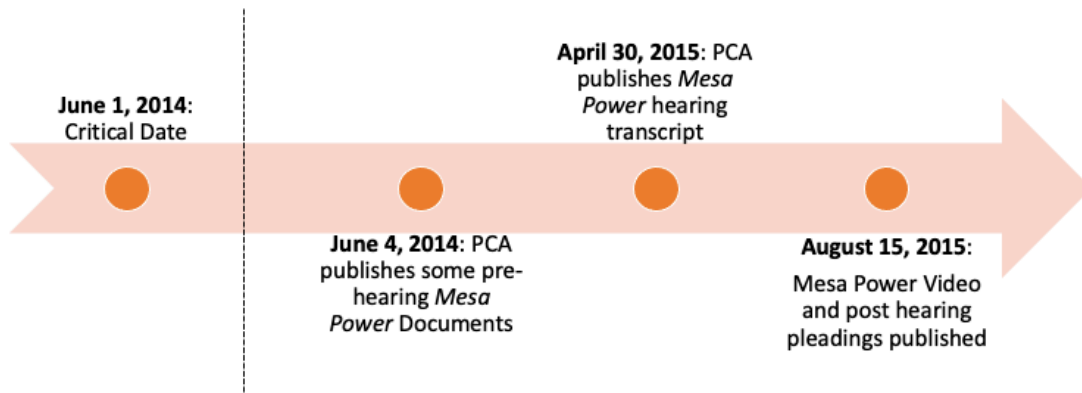 June 1, 2014:
Critical Date
June 4, 2014: PCA
publishes some pre-
hearing Mesa
Power Documents
April 30, 2015: PCA
publishes Mesa
Power hearing
transcript
August 15, 2015:
Mesa Power Video
and post hearing
pleadings published